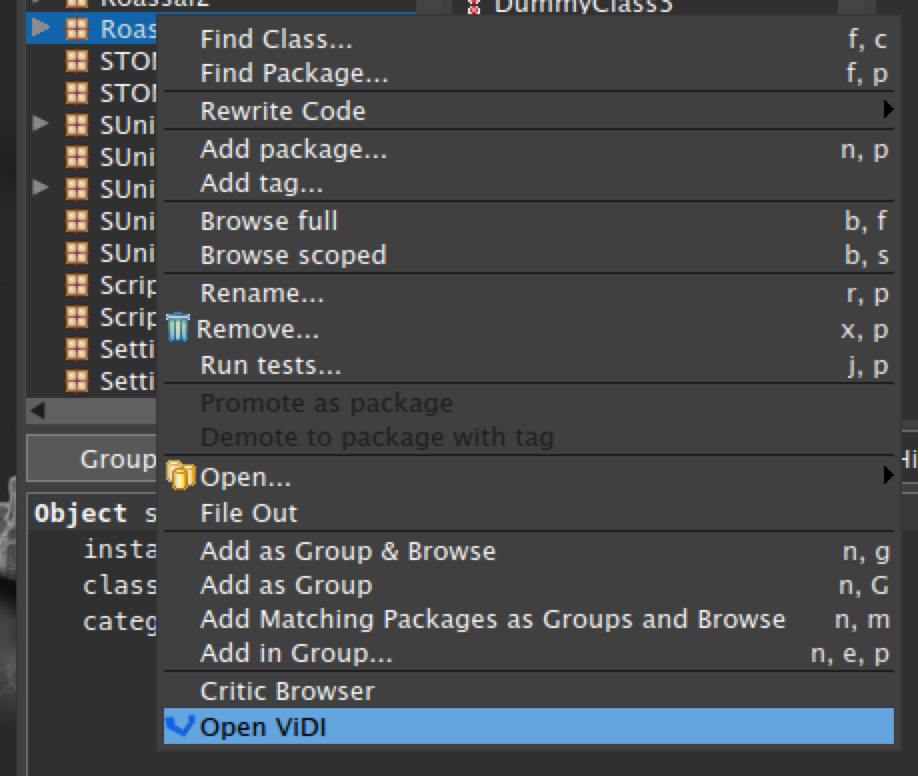 Roassal2
DummyClass3
Roas
STO
STO
SUni
SUni
SUni
SUni
SUni
Scrip
Scrip
Setti
Setti
Find Class... f, c
Find Package... f, p
Rewrite Code
Add package... n, p
Add tag...
Browse full b, f
Browse scoped b, s
Rename... r, p
Remove... x, p
Run tests... j, p
Promote as package
Demote to package with tag
Open...
File Out
Add as Group & Browse n, g
Add as Group n, G
Add Matching Packages as Groups and Browse n, m
Add in Group... n, e, p
Critic Browser
Open ViDI
Group
Hi
Object s
insta
class
categ